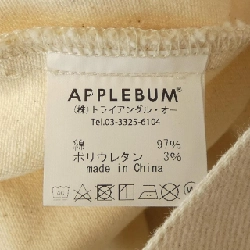 APPLEBUM®
(株)トライアングル・オー
Tel.03-3325-6104
綿 97%
ポリウレタン 3%
made in China